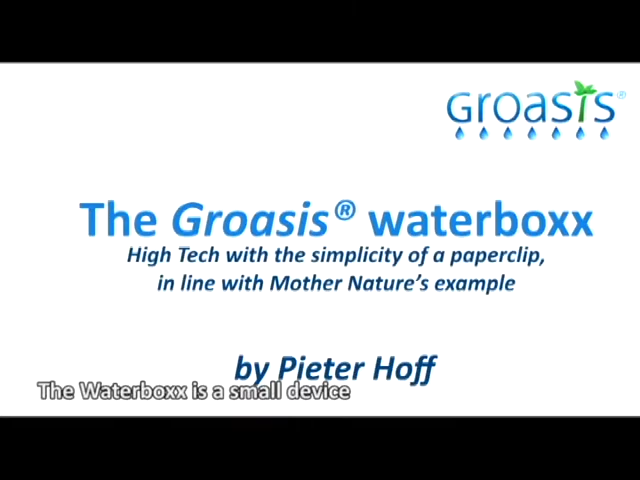 GROASIS®
The Groasis® waterboxx
High Tech with the simplicity of a paperclip,
in line with Mother Nature's example
by Pieter Hoff
The Waterboxx is a small device